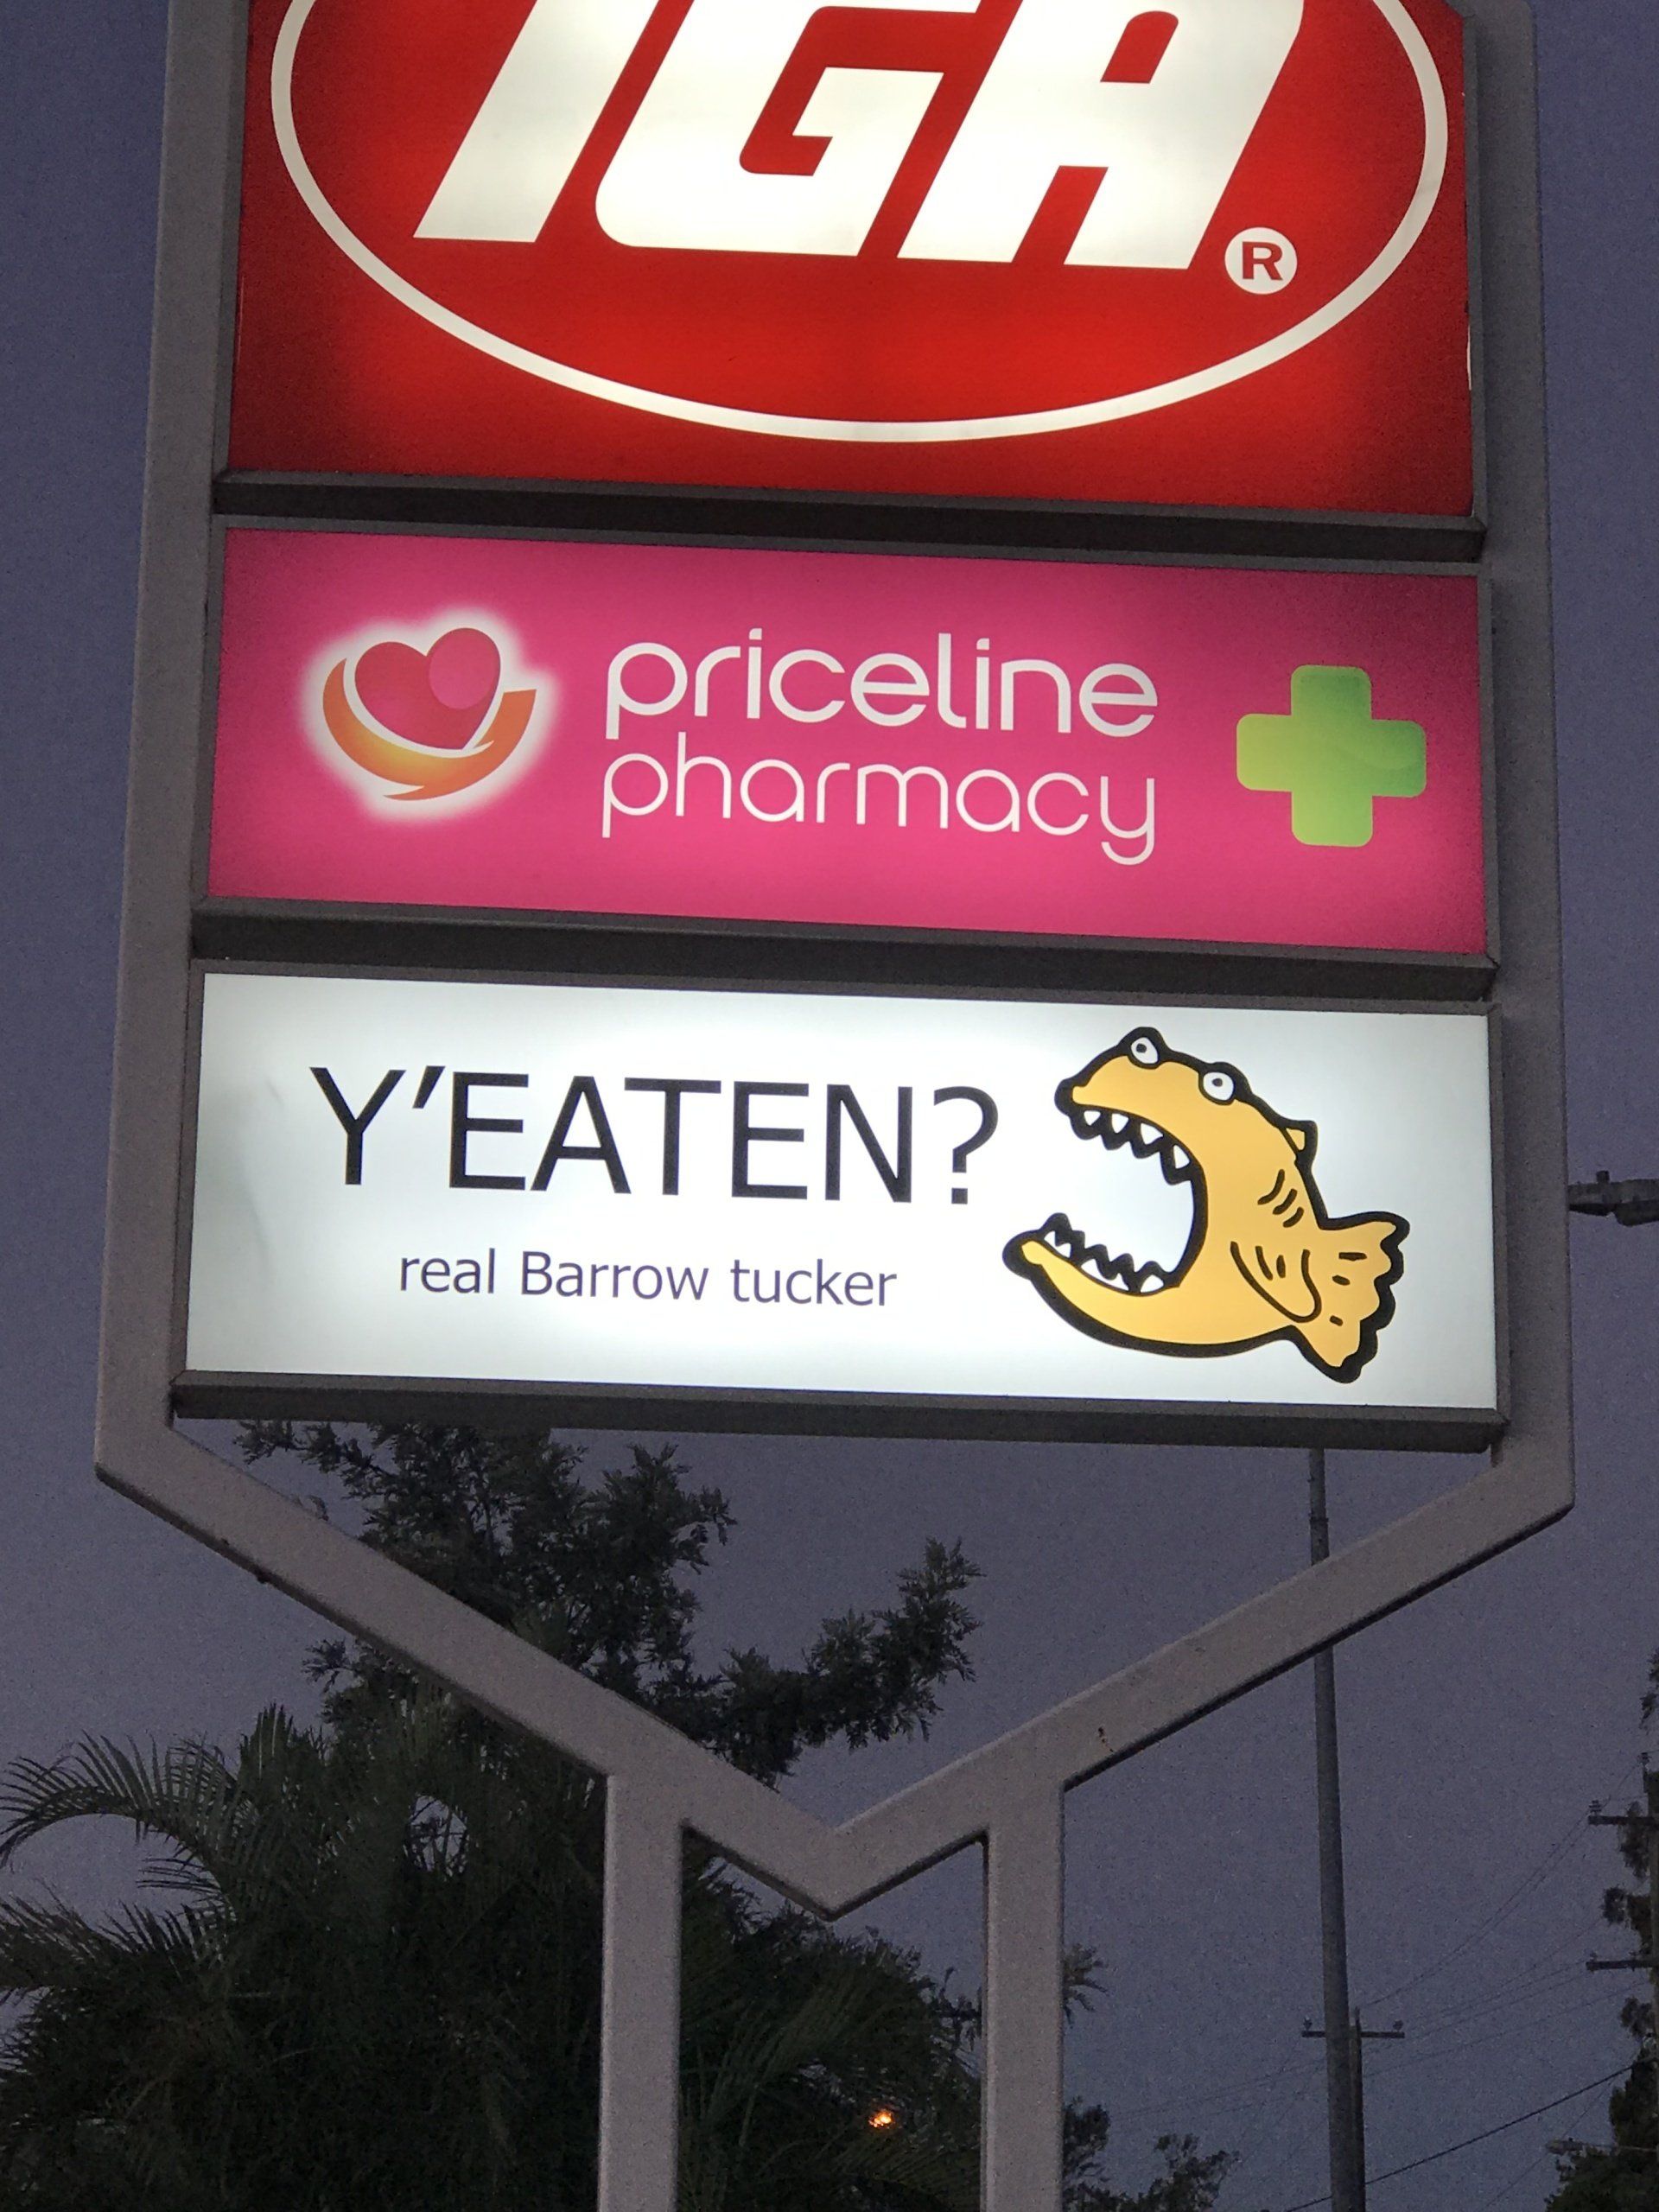 IGA
®
priceline
pharmacy
Y'EATEN?
real Barrow tucker